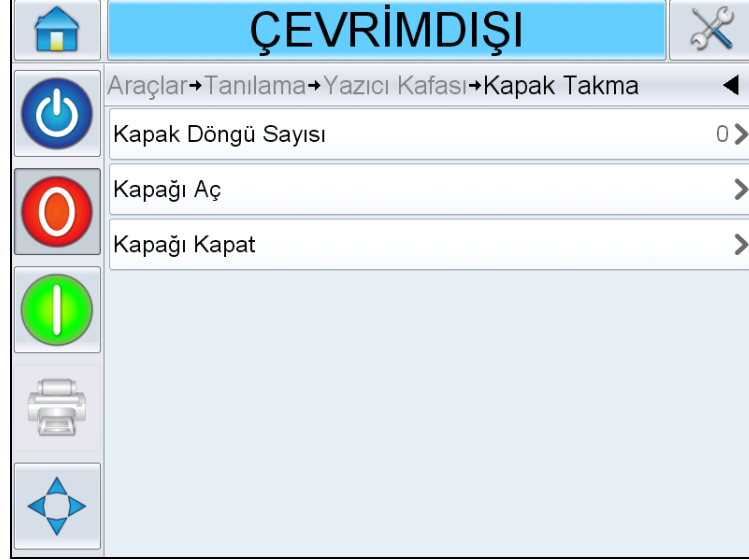 ÇEVRİMDIŞI
Araçlar→Tanılama→Yazıcı Kafası→Kapak Takma
Kapak Döngü Sayısı 0
Kapağı Aç
Kapağı Kapat